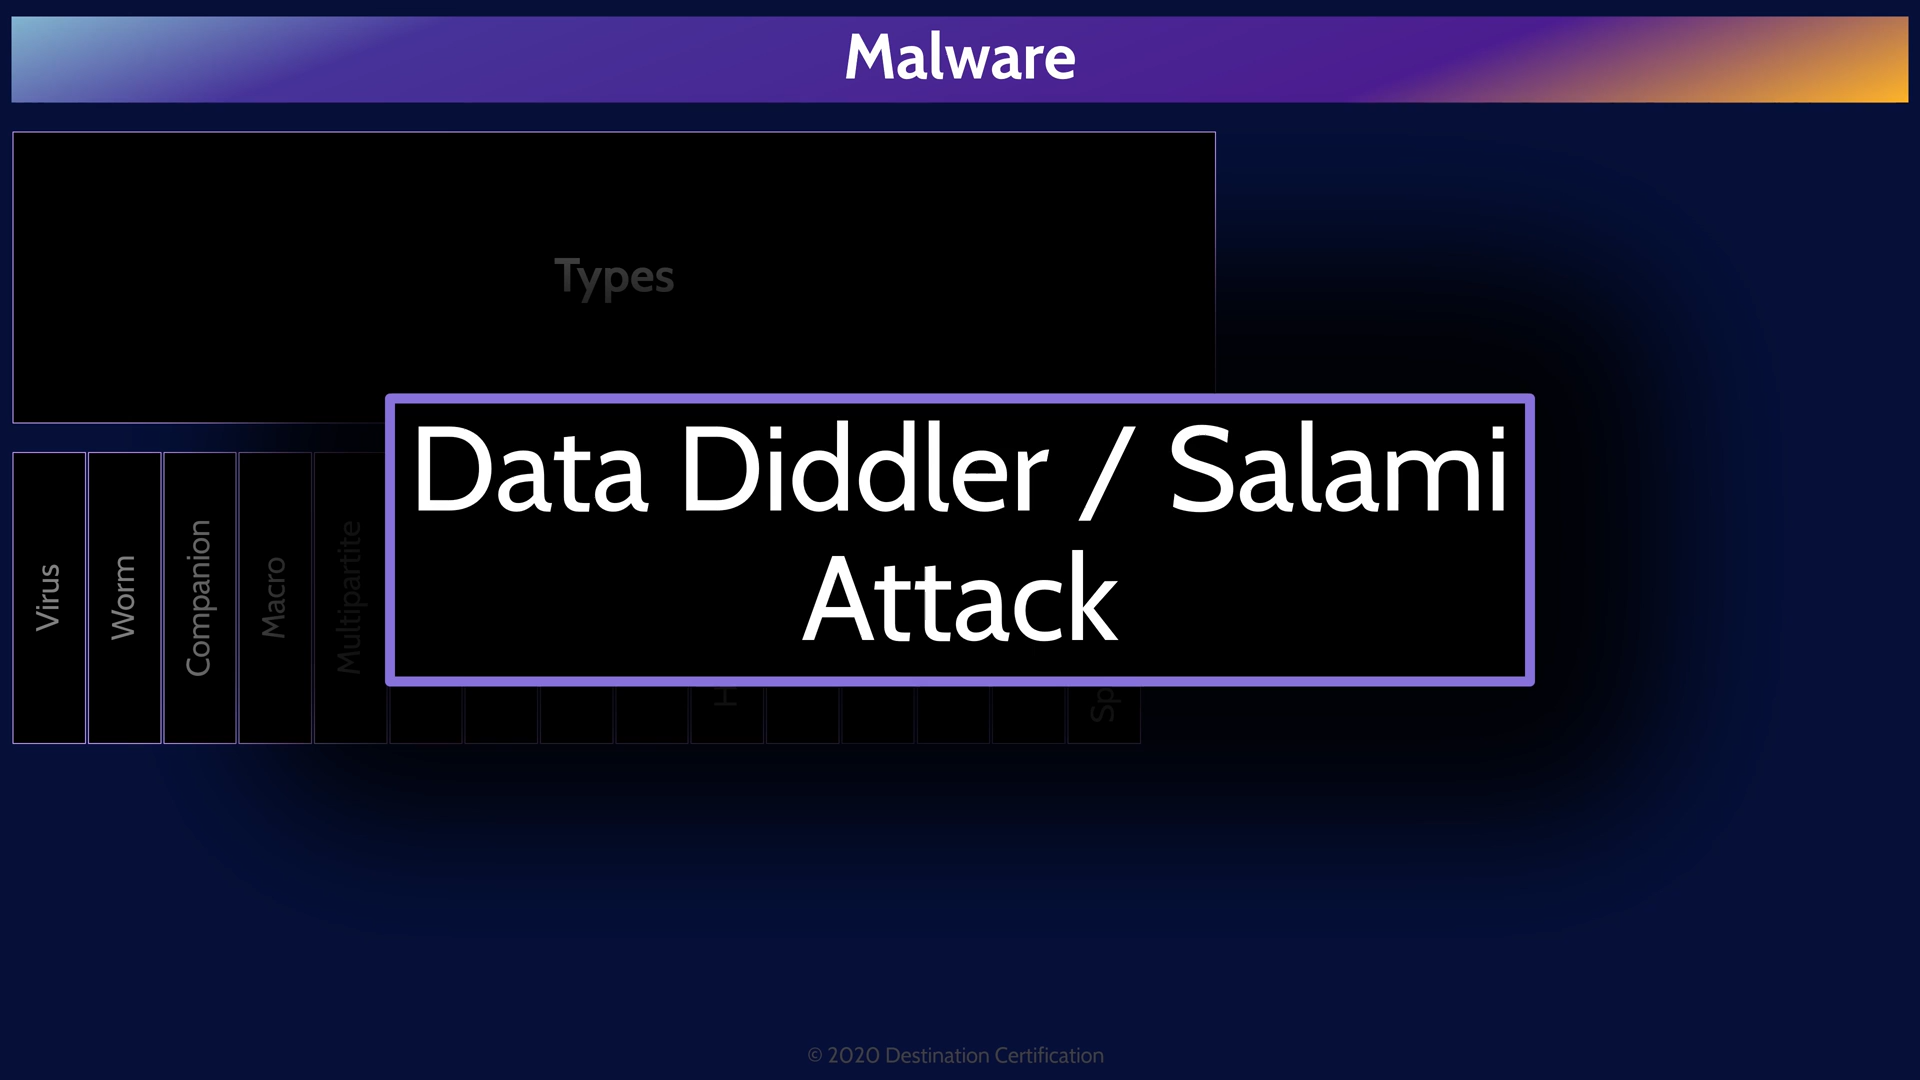 Malware
Types
Data Diddler / Salami
Attack
Virus
Worm
Companion
Macro
Multipartite
© 2020 Destination Certification